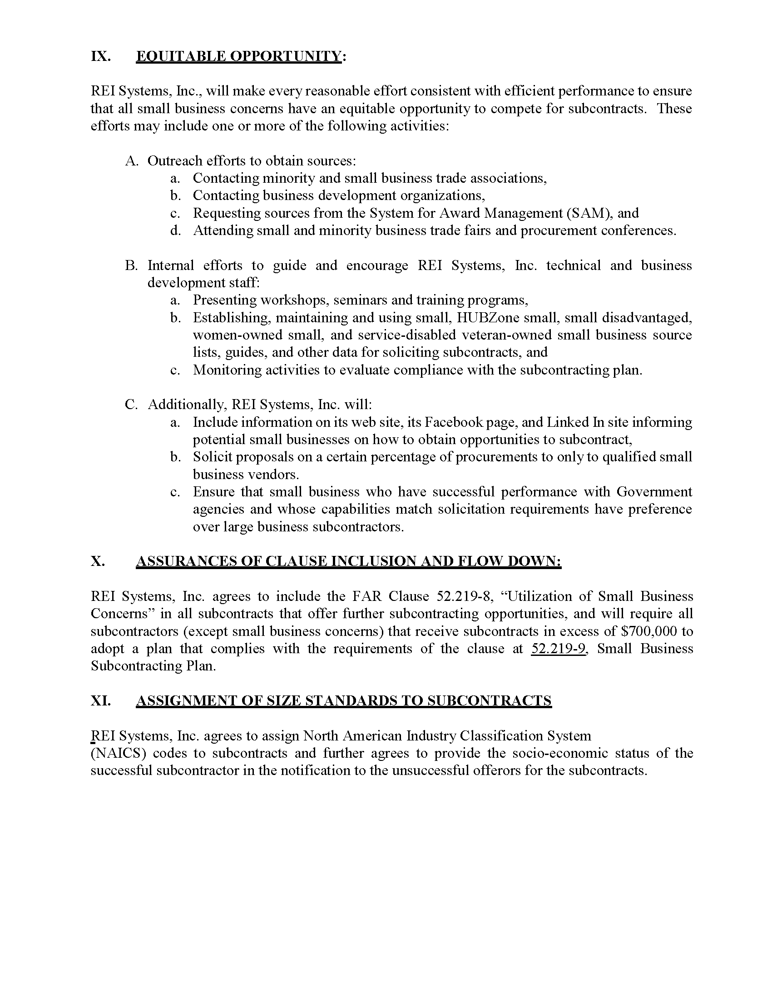 IX. EQUITABLE OPPORTUNITY:
REI Systems, Inc., will make every reasonable effort consistent with efficient performance to ensure
that all small business concerns have an equitable opportunity to compete for subcontracts. These
efforts may include one or more of the following activities:
A. Outreach efforts to obtain sources:
a. Contacting minority and small business trade associations,
b. Contacting business development organizations,
c. Requesting sources from the System for Award Management (SAM), and
d. Attending small and minority business trade fairs and procurement conferences.
B. Internal efforts to guide and encourage REI Systems, Inc. technical and business
development staff:
a. Presenting workshops, seminars and training programs,
b. Establishing, maintaining and using small, HUBZone small, small disadvantaged,
women-owned small, and service-disabled veteran-owned small business source
lists, guides, and other data for soliciting subcontracts, and
c. Monitoring activities to evaluate compliance with the subcontracting plan.
C. Additionally, REI Systems, Inc. will:
a. Include information on its web site, its Facebook page, and Linked In site informing
potential small businesses on how to obtain opportunities to subcontract,
b. Solicit proposals on a certain percentage of procurements to only to qualified small
business vendors.
c. Ensure that small business who have successful performance with Government
agencies and whose capabilities match solicitation requirements have preference
over large business subcontractors.
X. ASSURANCES OF CLAUSE INCLUSION AND FLOW DOWN:
REI Systems, Inc. agrees to include the FAR Clause 52.219-8, “Utilization of Small Business
Concerns” in all subcontracts that offer further subcontracting opportunities, and will require all
subcontractors (except small business concerns) that receive subcontracts in excess of $700,000 to
adopt a plan that complies with the requirements of the clause at 52.219-9, Small Business
Subcontracting Plan.
XI. ASSIGNMENT OF SIZE STANDARDS TO SUBCONTRACTS
REI Systems, Inc. agrees to assign North American Industry Classification System
(NAICS) codes to subcontracts and further agrees to provide the socio-economic status of the
successful subcontractor in the notification to the unsuccessful offerors for the subcontracts.